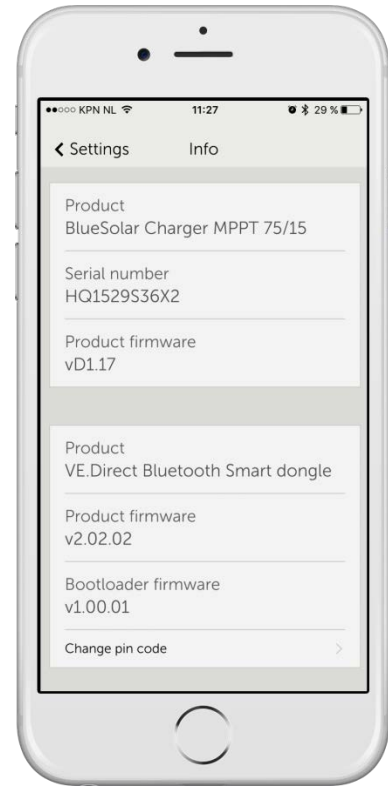 KPN NL 11:27 29 %
Settings Info
Product
BlueSolar Charger MPPT 75/15
Serial number
HQ1529S36X2
Product firmware
vD1.17
Product
VE.Direct Bluetooth Smart dongle
Product firmware
v2.02.02
Bootloader firmware
v1.00.01
Change pin code